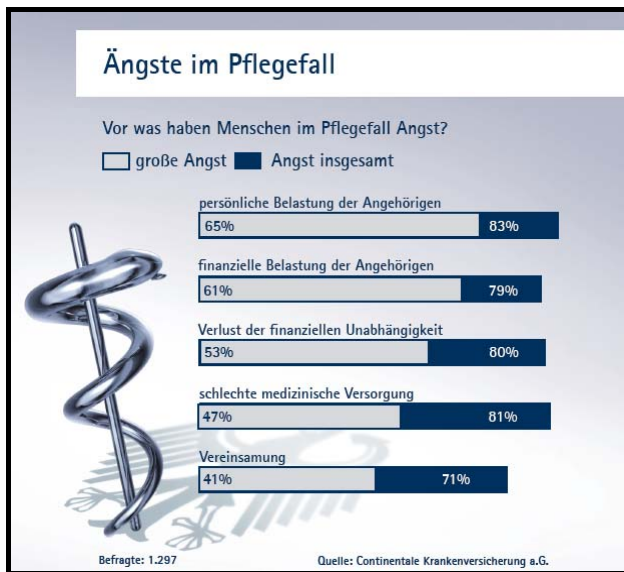 Ängste im Pflegefall
Vor was haben Menschen im Pflegefall Angst?
große Angst Angst insgesamt
persönliche Belastung der Angehörigen
65% 83%
finanzielle Belastung der Angehörigen
61% 79%
Verlust der finanziellen Unabhängigkeit
53% 80%
schlechte medizinische Versorgung
47% 81%
Vereinsamung
41% 71%
Befragte: 1.297 Quelle: Continentale Krankenversicherung a.G.